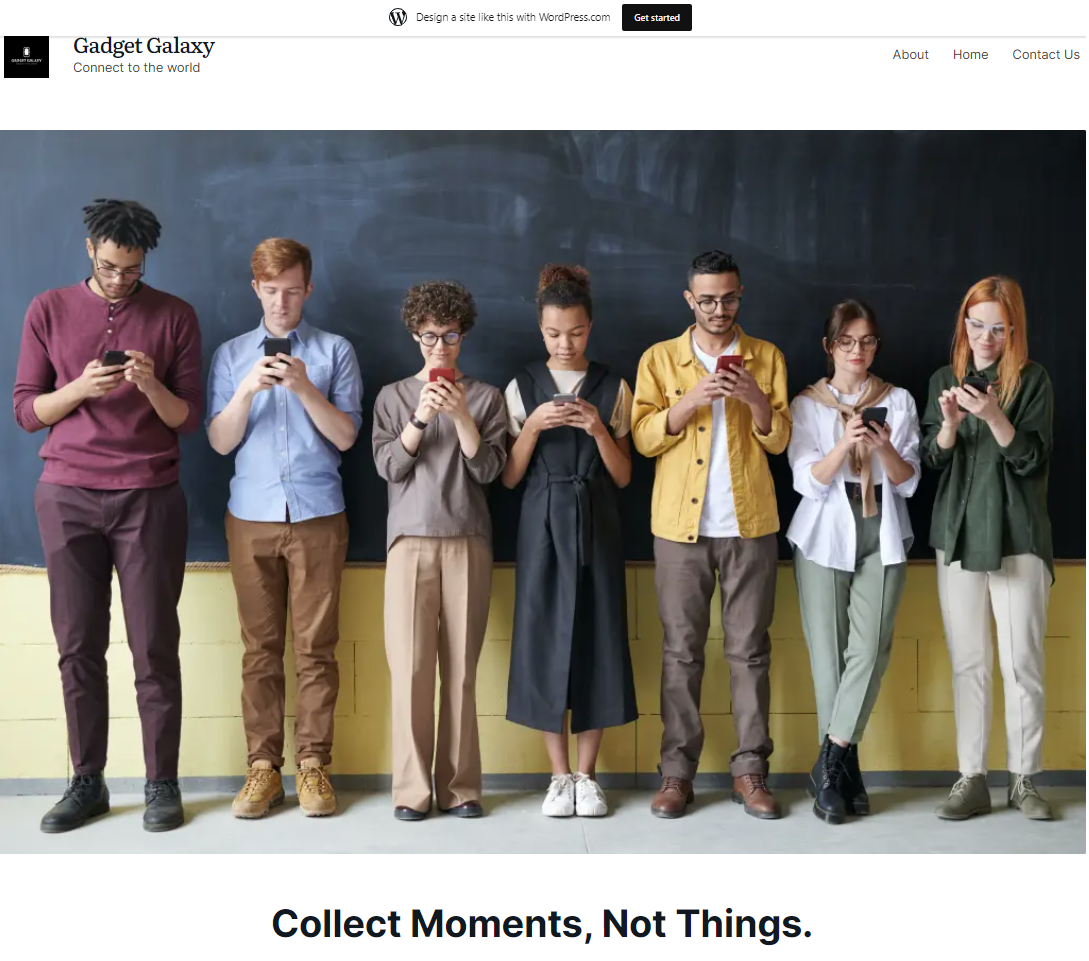 Design a site like this with WordPress.com
Get started
GADGET GALAXY
Gadget Galaxy
Connect to the world
About
Home
Contact Us
Collect Moments, Not Things.